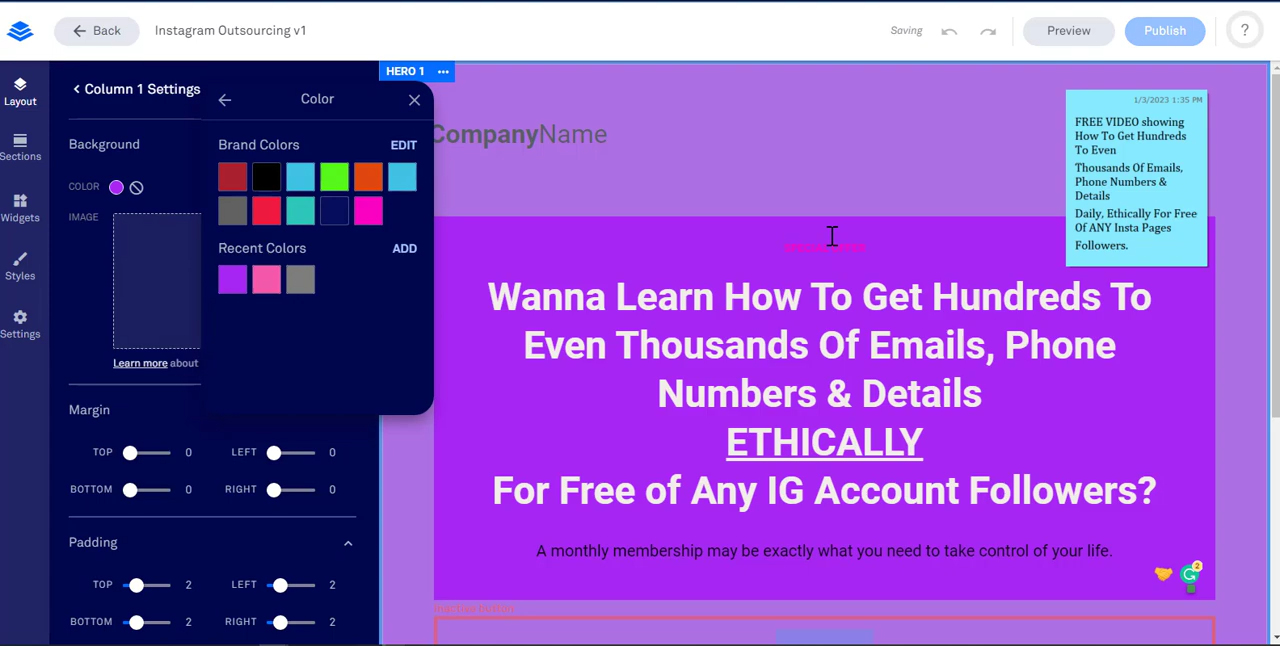 Back
Instagram Outsourcing v1
Saving
Preview
Publish
?
Layout
Sections
Widgets
Styles
Settings
< Column 1 Settings
Background
COLOR
IMAGE
Learn more about
Margin
TOP 0 LEFT 0
BOTTOM 0 RIGHT 0
Padding
TOP 2 LEFT 2
BOTTOM 2 RIGHT 2
Color
Brand Colors EDIT
Recent Colors ADD
HERO 1 •••
CompanyName
1/3/2023 1:35 PM
FREE VIDEO showing
How To Get Hundreds
To Even
Thousands Of Emails,
Phone Numbers &
Details
Daily, Ethically For Free
Of ANY Insta Pages
Followers.
Wanna Learn How To Get Hundreds To
Even Thousands Of Emails, Phone
Numbers & Details
ETHICALLY
For Free of Any IG Account Followers?
A monthly membership may be exactly what you need to take control of your life.
2